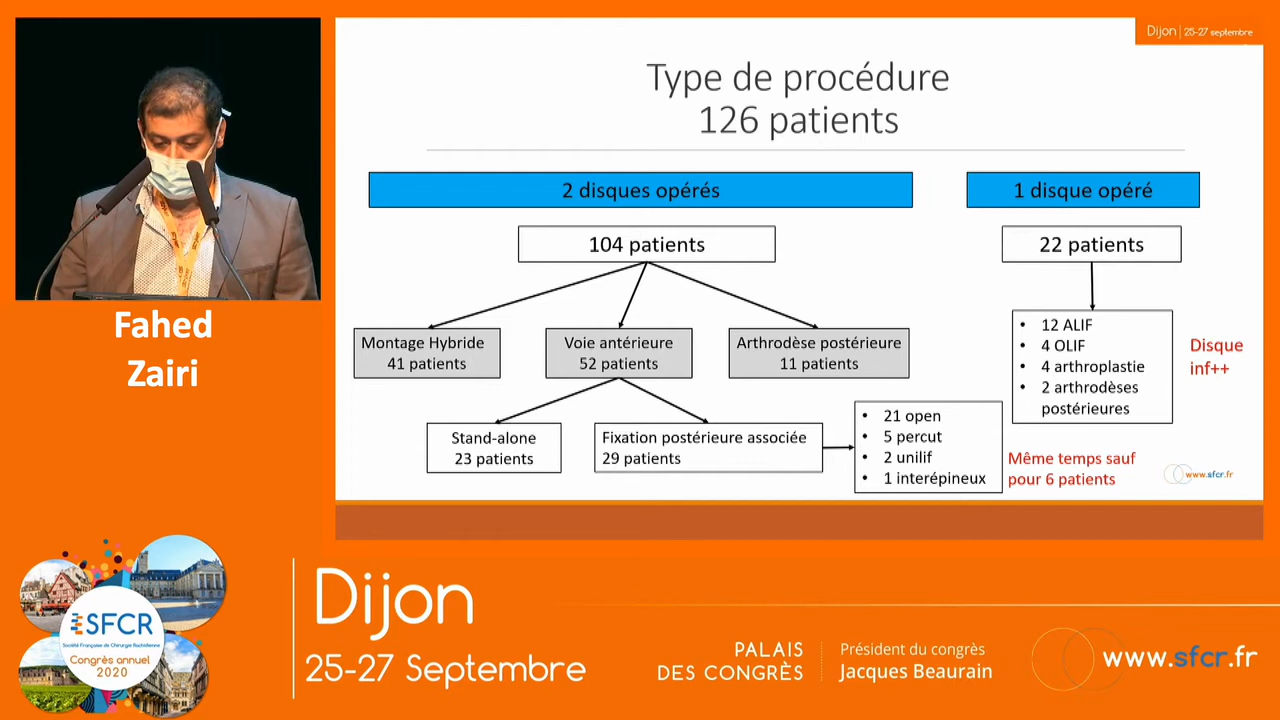 Dijon | 25-27 septembre
Type de procédure
126 patients
2 disques opérés
1 disque opéré
104 patients
22 patients
Montage Hybride
41 patients
Voie antérieure
52 patients
Arthrodèse postérieure
11 patients
• 12 ALIF
• 4 OLIF
• 4 arthroplastie
• 2 arthrodèses
postérieures
Disque
inf++
Stand-alone
23 patients
Fixation postérieure associée
29 patients
• 21 open
• 5 percut
• 2 unilif
• 1 interépineux
Même temps sauf
pour 6 patients
www.sfcr.fr
Fahed
Zairi
SFCR
Société Française de Chirurgie Rachidienne
Congrès annuel
2020
Dijon
25-27 Septembre
PALAIS
DES CONGRÈS
Président du congrès
Jacques Beaurain
www.sfcr.fr